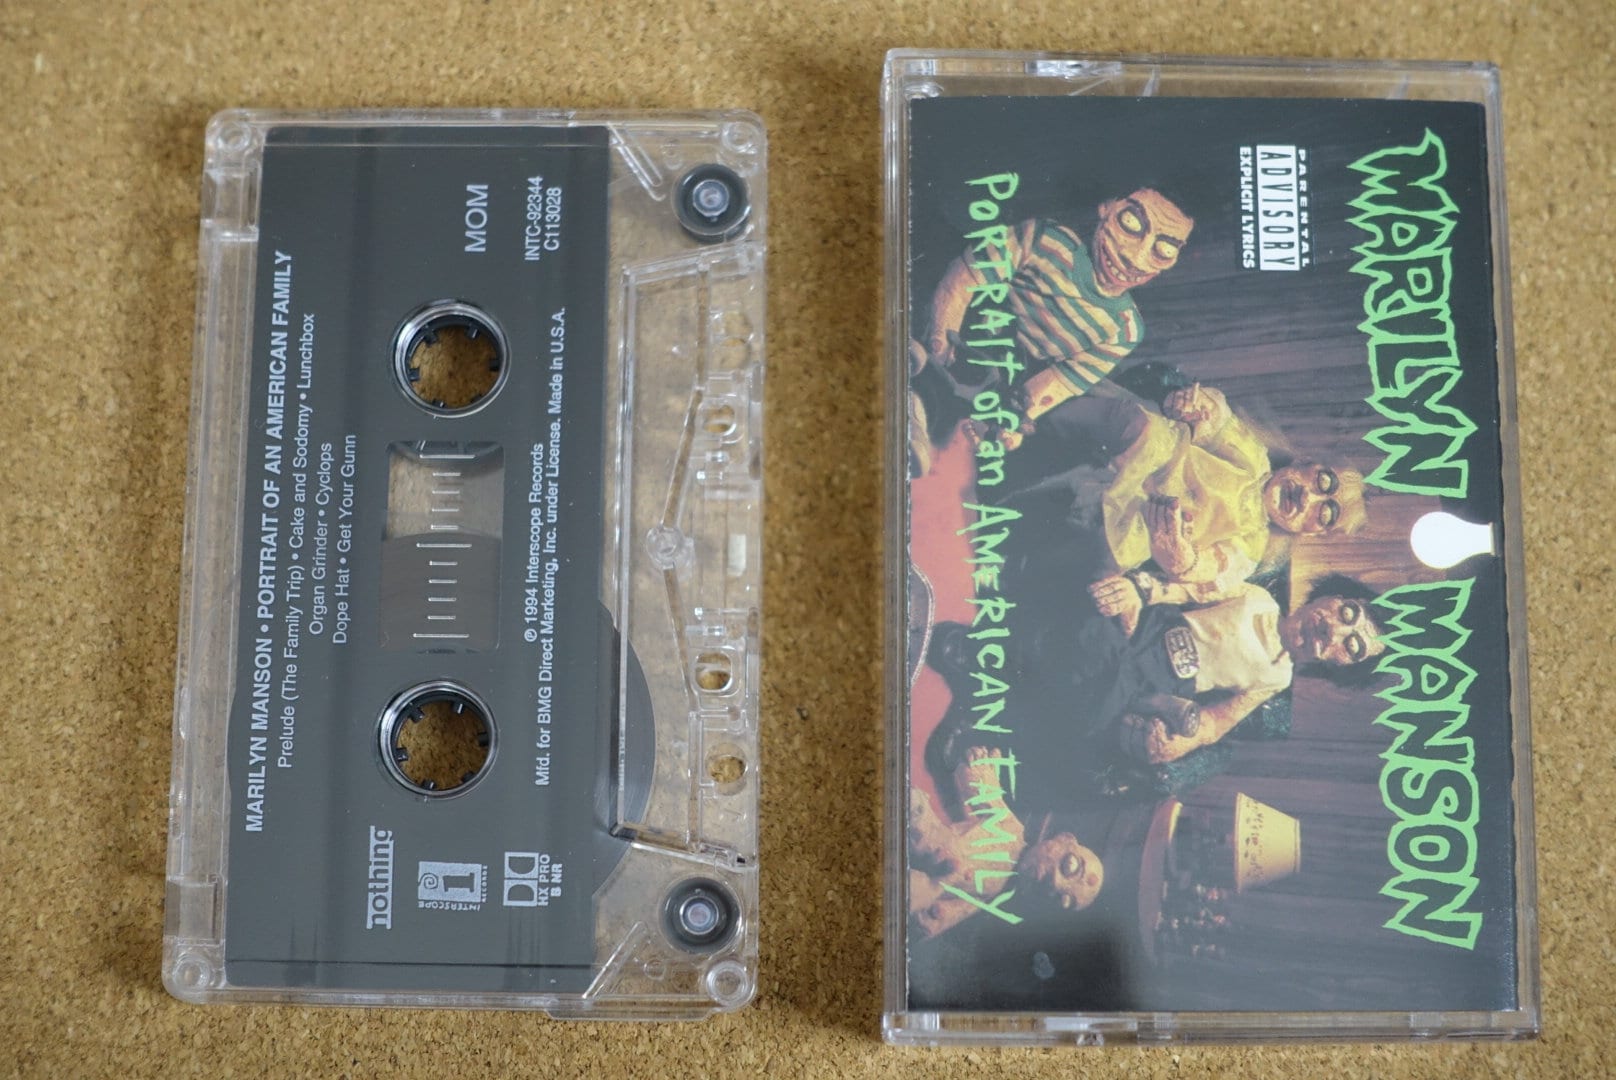 MARILYN MANSON • PORTRAIT OF AN AMERICAN FAMILY
Prelude (The Family Trip) • Cake and Sodomy • Lunchbox
Organ Grinder • Cyclops
Dope Hat • Get Your Gunn
MOM
INTC-92344
C113028
℗ 1994 Interscope Records
Mfd. for BMG Direct Marketing, Inc. under License. Made in U.S.A.
nothing
INTERSCOPE
RECORDS
HX PRO
B NR
MARILYN MANSON
PARENTAL
ADVISORY
EXPLICIT LYRICS
PORTRAIT of an AMERICAN FAMILY